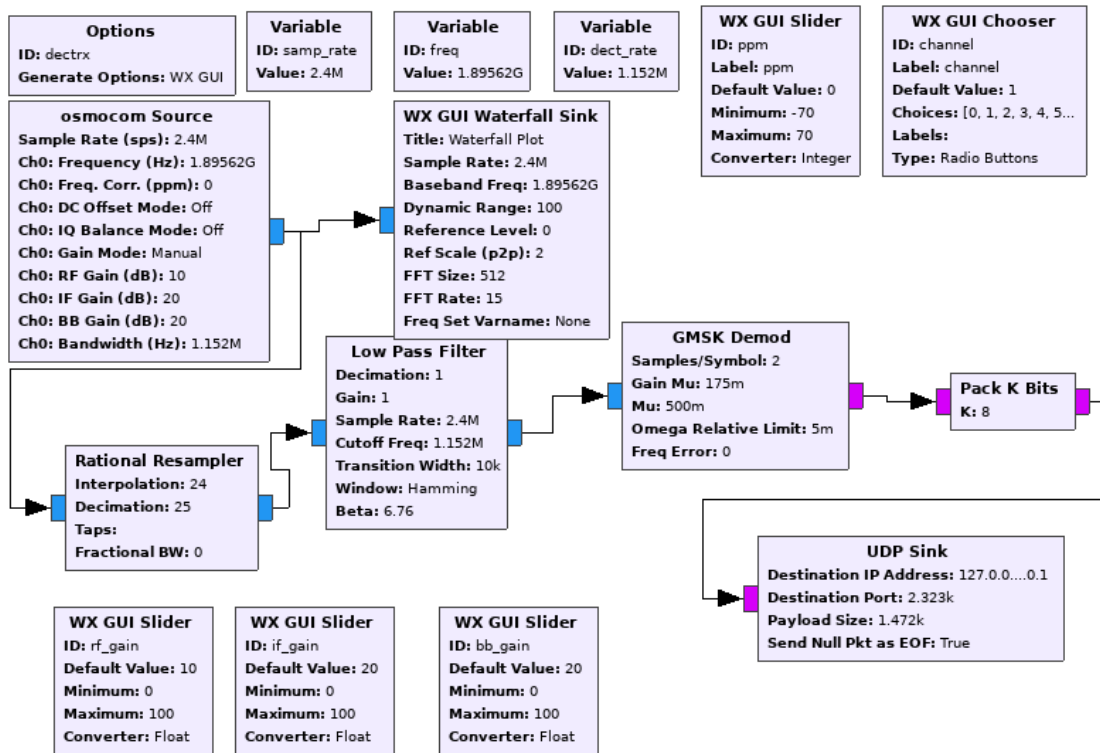 Options
ID: dectrx
Generate Options: WX GUI
Variable
ID: samp_rate
Value: 2.4M
Variable
ID: freq
Value: 1.89562G
Variable
ID: dect_rate
Value: 1.152M
WX GUI Slider
ID: ppm
Label: ppm
Default Value: 0
Minimum: -70
Maximum: 70
Converter: Integer
WX GUI Chooser
ID: channel
Label: channel
Default Value: 1
Choices: [0, 1, 2, 3, 4, 5...
Labels:
Type: Radio Buttons
osmocom Source
Sample Rate (sps): 2.4M
Ch0: Frequency (Hz): 1.89562G
Ch0: Freq. Corr. (ppm): 0
Ch0: DC Offset Mode: Off
Ch0: IQ Balance Mode: Off
Ch0: Gain Mode: Manual
Ch0: RF Gain (dB): 10
Ch0: IF Gain (dB): 20
Ch0: BB Gain (dB): 20
Ch0: Bandwidth (Hz): 1.152M
WX GUI Waterfall Sink
Title: Waterfall Plot
Sample Rate: 2.4M
Baseband Freq: 1.89562G
Dynamic Range: 100
Reference Level: 0
Ref Scale (p2p): 2
FFT Size: 512
FFT Rate: 15
Freq Set Varname: None
Low Pass Filter
Decimation: 1
Gain: 1
Sample Rate: 2.4M
Cutoff Freq: 1.152M
Transition Width: 10k
Window: Hamming
Beta: 6.76
GMSK Demod
Samples/Symbol: 2
Gain Mu: 175m
Mu: 500m
Omega Relative Limit: 5m
Freq Error: 0
Pack K Bits
K: 8
Rational Resampler
Interpolation: 24
Decimation: 25
Taps:
Fractional BW: 0
UDP Sink
Destination IP Address: 127.0.0....0.1
Destination Port: 2.323k
Payload Size: 1.472k
Send Null Pkt as EOF: True
WX GUI Slider
ID: rf_gain
Default Value: 10
Minimum: 0
Maximum: 100
Converter: Float
WX GUI Slider
ID: if_gain
Default Value: 20
Minimum: 0
Maximum: 100
Converter: Float
WX GUI Slider
ID: bb_gain
Default Value: 20
Minimum: 0
Maximum: 100
Converter: Float